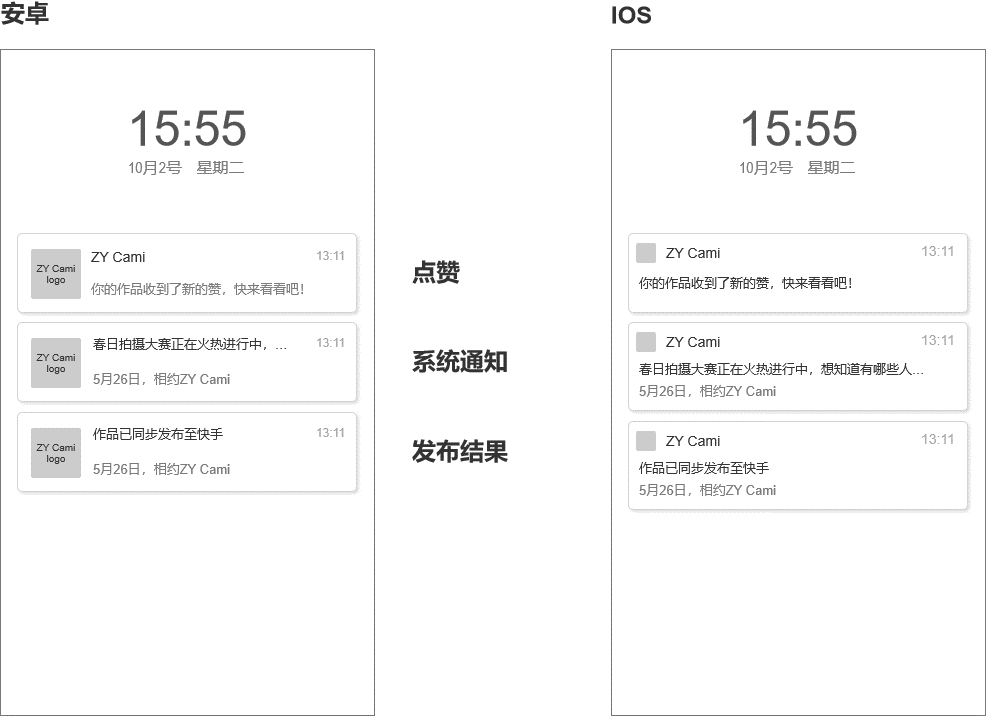 安卓
15:55
10月2号 星期二
ZY Cami
logo
ZY Cami
13:11
你的作品收到了新的赞，快来看看吧！
ZY Cami
logo
春日拍摄大赛正在火热进行中，...
13:11
5月26日，相约ZY Cami
ZY Cami
logo
作品已同步发布至快手
13:11
5月26日，相约ZY Cami
点赞
系统通知
发布结果
IOS
15:55
10月2号 星期二
ZY Cami
13:11
你的作品收到了新的赞，快来看看吧！
ZY Cami
13:11
春日拍摄大赛正在火热进行中，想知道有哪些人...
5月26日，相约ZY Cami
ZY Cami
13:11
作品已同步发布至快手
5月26日，相约ZY Cami